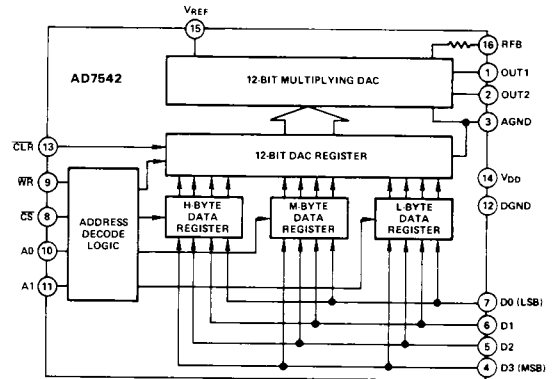 VREF
15
AD7542
RFB
16
12-BIT MULTIPLYING DAC
1 OUT1
2 OUT2
3 AGND
CLR 13
12-BIT DAC REGISTER
WR 9
14
VDD
CS 8
ADDRESS
DECODE
LOGIC
H-BYTE
DATA
REGISTER
M-BYTE
DATA
REGISTER
L-BYTE
DATA
REGISTER
12 DGND
A0 10
A1 11
7 D0 (LSB)
6 D1
5 D2
4 D3 (MSB)